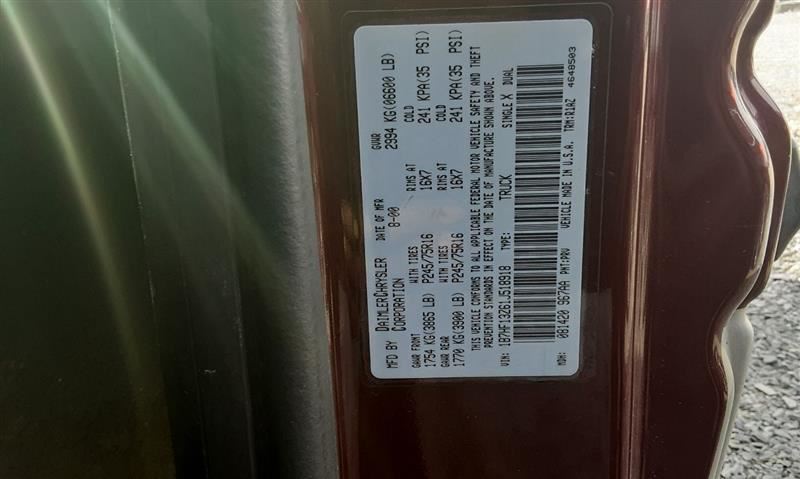 MFD BY DAIMLERCHRYSLER CORPORATION DATE OF MFR 8-00 GVWR 2994 KG(06600 LB)
GAWR FRONT WITH TIRES RIMS AT COLD
1754 KG(3865 LB) P245/75R16 16X7 241 KPA(35 PSI)
GAWR REAR WITH TIRES RIMS AT COLD
1770 KG(3900 LB) P245/75R16 16X7 241 KPA(35 PSI)
THIS VEHICLE CONFORMS TO ALL APPLICABLE FEDERAL MOTOR VEHICLE SAFETY AND THEFT
PREVENTION STANDARDS IN EFFECT ON THE DATE OF MANUFACTURE SHOWN ABOVE.
VIN: 1B7HF13Z61J518918 TYPE: TRUCK SINGLE X DUAL
MDH: 081420 967AA PNT:PRV VEHICLE MADE IN U.S.A. TRM:R1AZ 4648503